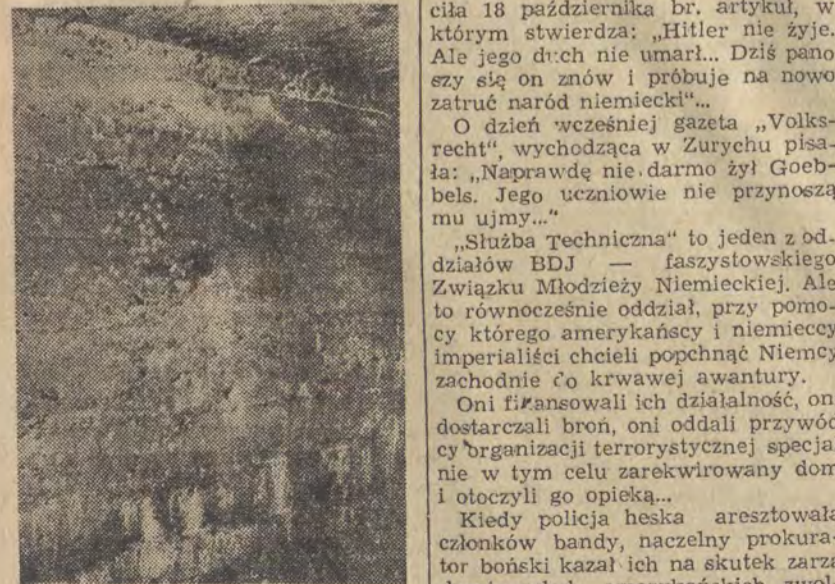 ciła 18 października br. artykuł, w
którym stwierdza: „Hitler nie żyje.
Ale jego duch nie umarł... Dziś pano
szy się on znów i próbuje na nowo
zatruć naród niemiecki"...
O dzień wcześniej gazeta „Volks-
recht", wychodząca w Zurychu pisa-
ła: „Naprawdę nie darmo żył Goeb-
bels. Jego uczniowie nie przynoszą
mu ujmy..."
„Służba Techniczna" to jeden z od-
działów BDJ — faszystowskiego
Związku Młodzieży Niemieckiej. Ale
to równocześnie oddział, przy pomo-
cy którego amerykańscy i niemieccy
imperialiści chcieli popchnąć Niemcy
zachodnie do krwawej awantury.
Oni finansowali ich działalność, oni
dostarczali broń, oni oddali przywód
cy organizacji terrorystycznej specja
nie w tym celu zarekwirowany dom
i otoczyli go opieką...
Kiedy policja heska aresztowała
członków bandy, naczelny prokura-
tor boński kazał ich na skutek zarzą